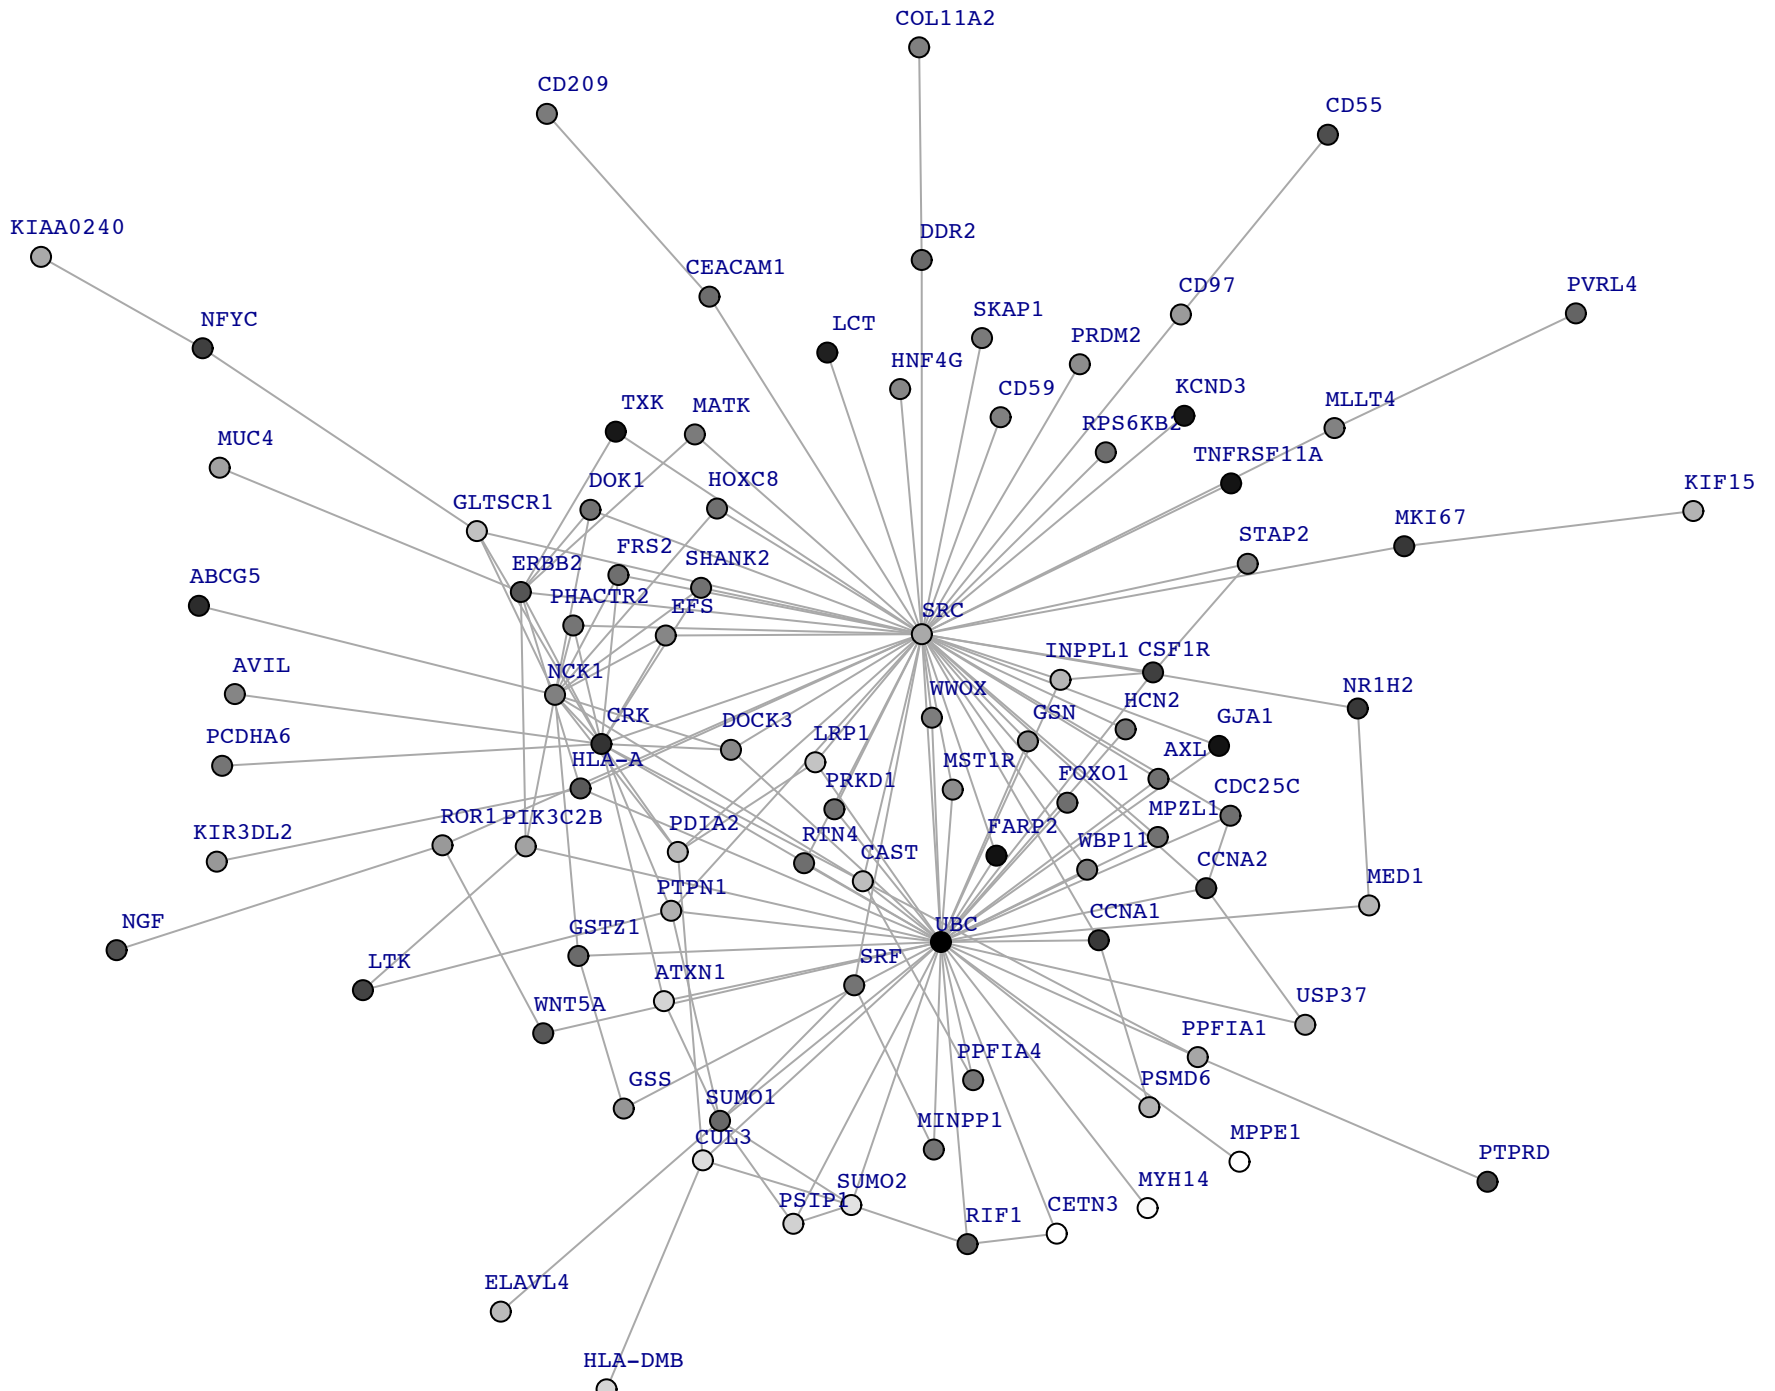 COL11A2
CD209
CD55
KIAA0240
DDR2
CEACAM1
CD97
PVRL4
NFYC
LCT
SKAP1
PRDM2
HNF4G
CD59
KCND3
MLLT4
TXK
MATK
RPS6KB2
MUC4
TNFRSF11A
DOK1
HOXC8
KIF15
GLTSCR1
MKI67
STAP2
FRS2
SHANK2
ERBB2
ABCG5
PHACTR2
EFS
SRC
INPPL1
CSF1R
AVIL
NCK1
NR1H2
WWOX
HCN2
GSN
GJA1
CRK
DOCK3
LRP1
PCDHA6
AXL
HLA-A
MST1R
FOXO1
PRKD1
CDC25C
MPZL1
ROR1
PIK3C2B
PDIA2
FARP2
KIR3DL2
RTN4
WBP11
CAST
CCNA2
MED1
PTPN1
CCNA1
NGF
UBC
GSTZ1
SRF
LTK
ATXN1
USP37
WNT5A
PPFIA1
PPFIA4
GSS
PSMD6
SUMO1
MINPP1
MPPE1
CUL3
PTPRD
MYH14
SUMO2
PSIP1
CETN3
RIF1
ELAVL4
HLA-DMB